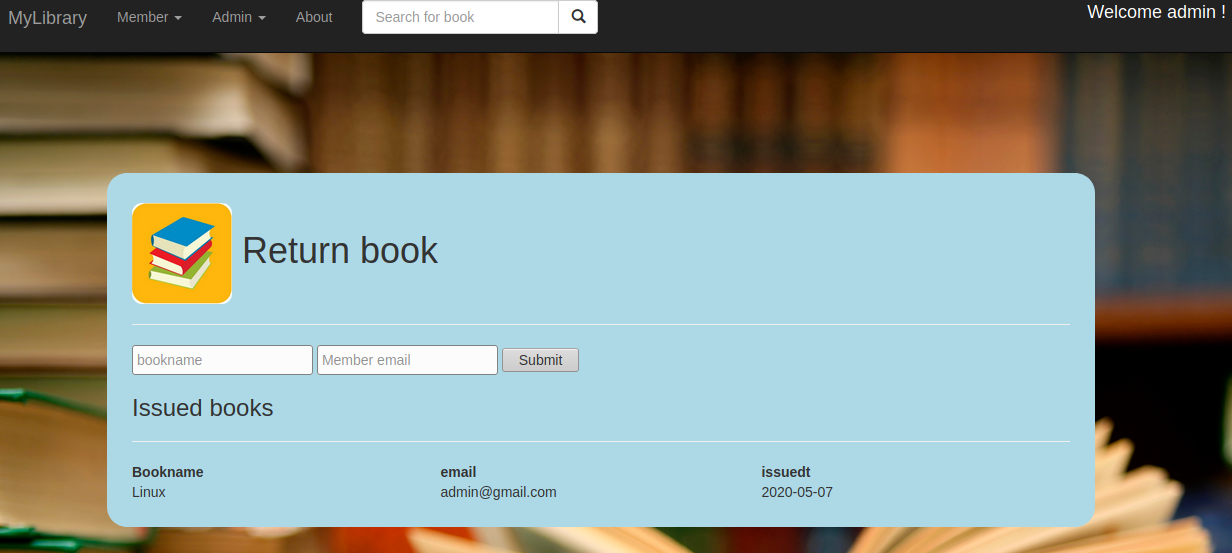 MyLibrary Member Admin About Search for book Welcome admin !
Return book
bookname Member email Submit
Issued books
Bookname email issuedt
Linux admin@gmail.com 2020-05-07